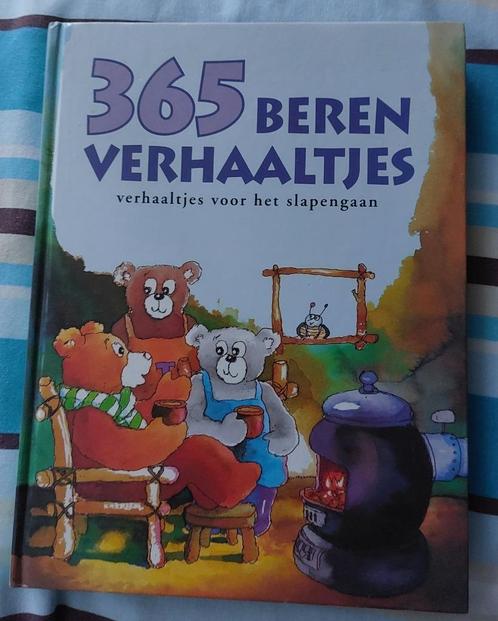 365 BEREN
VERHAALTJES
verhaaltjes voor het slapengaan
T